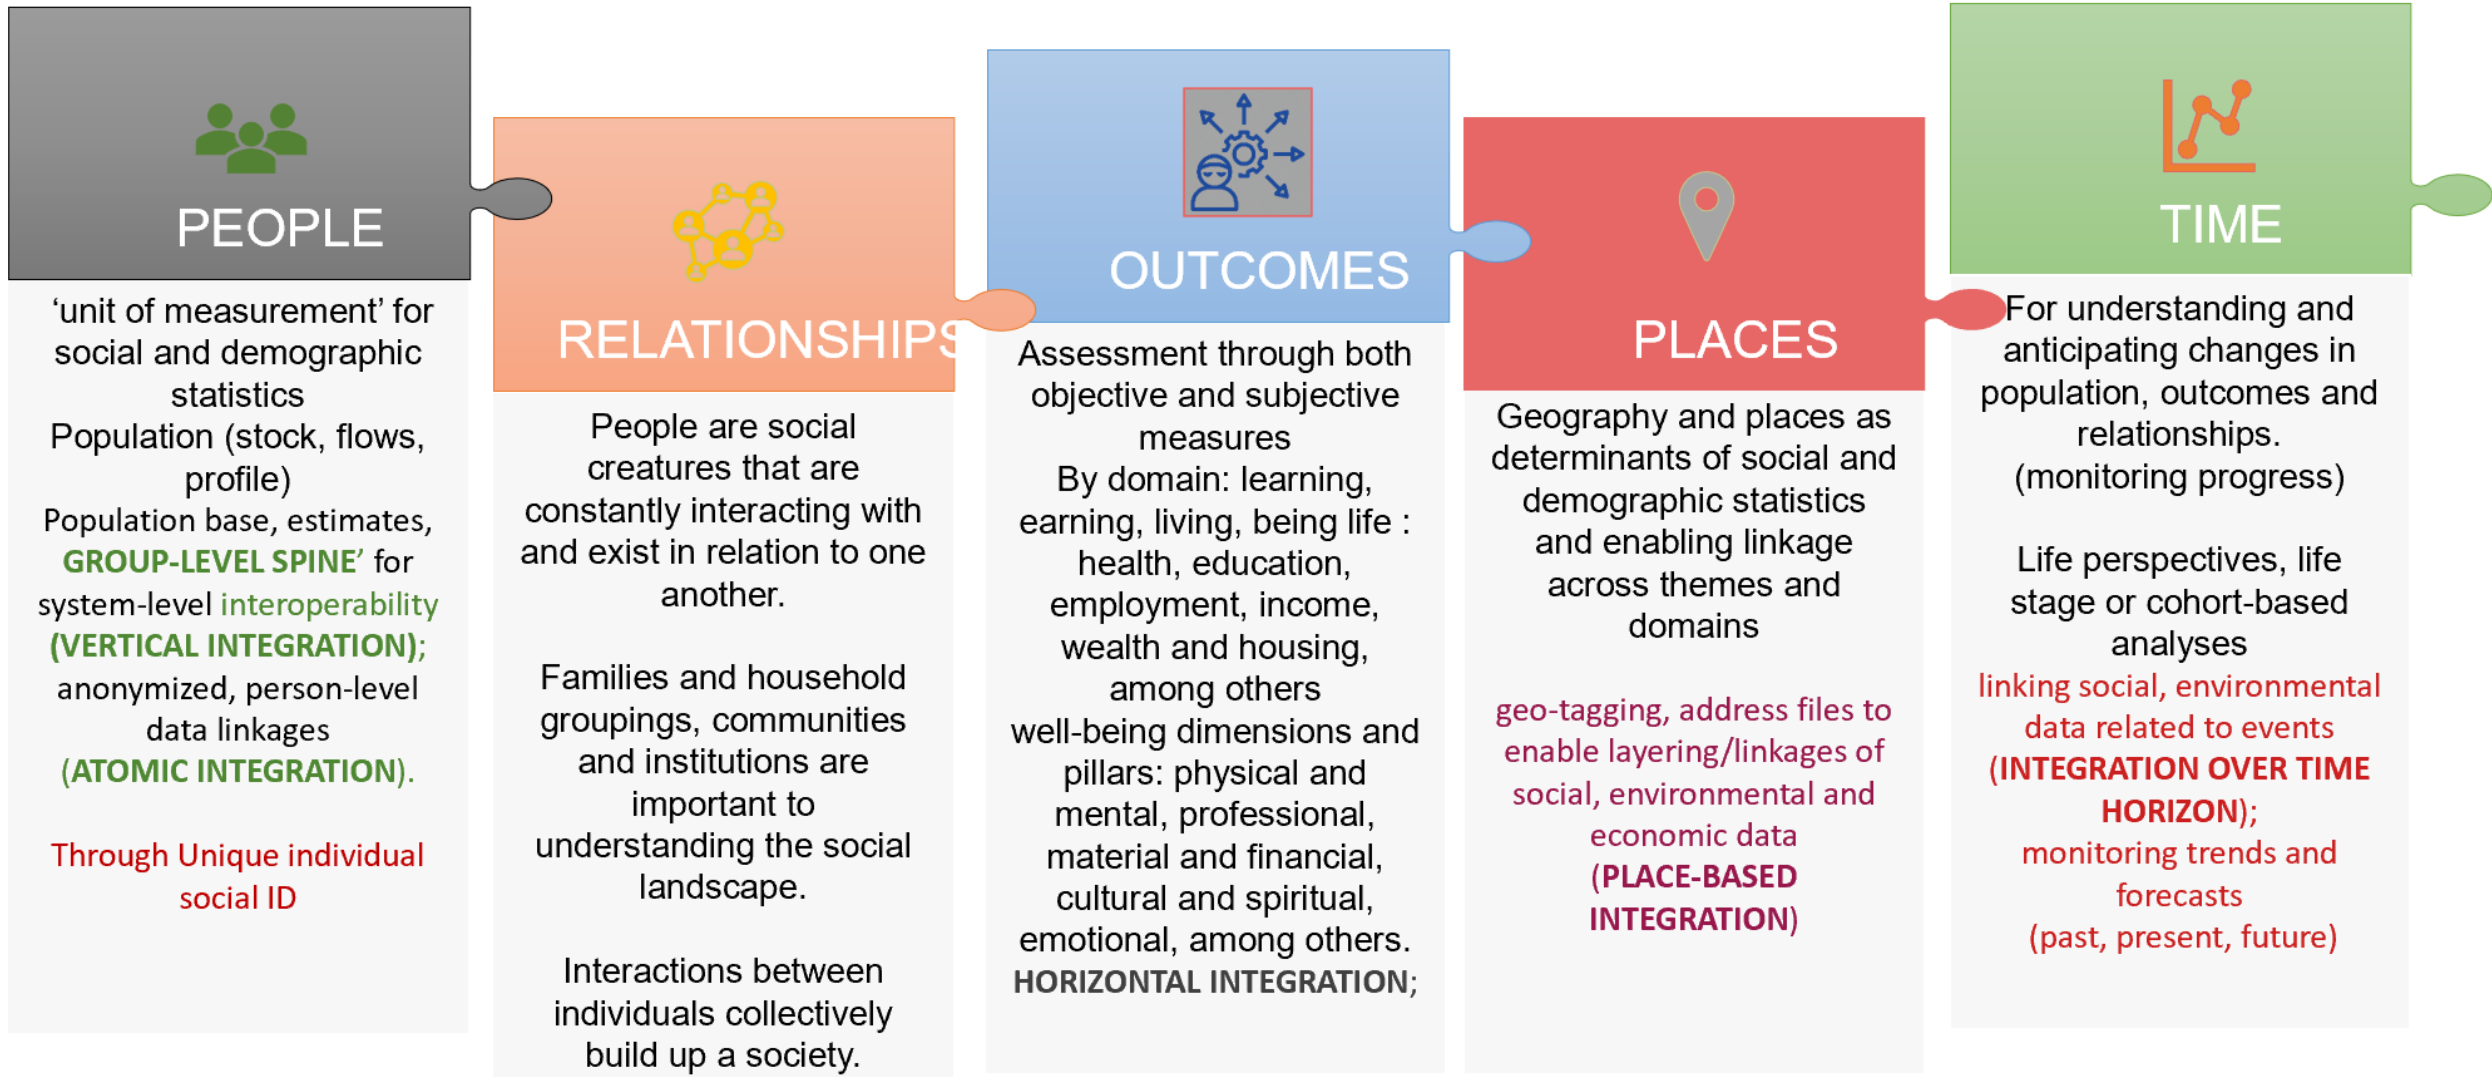 PEOPLE
‘unit of measurement’ for
social and demographic
statistics
Population (stock, flows,
profile)
Population base, estimates,
GROUP-LEVEL SPINE’ for
system-level interoperability
(VERTICAL INTEGRATION);
anonymized, person-level
data linkages
(ATOMIC INTEGRATION).
Through Unique individual
social ID
RELATIONSHIPS
People are social
creatures that are
constantly interacting with
and exist in relation to one
another.
Families and household
groupings, communities
and institutions are
important to
understanding the social
landscape.
Interactions between
individuals collectively
build up a society.
OUTCOMES
Assessment through both
objective and subjective
measures
By domain: learning,
earning, living, being life :
health, education,
employment, income,
wealth and housing,
among others
well-being dimensions and
pillars: physical and
mental, professional,
material and financial,
cultural and spiritual,
emotional, among others.
HORIZONTAL INTEGRATION;
PLACES
Geography and places as
determinants of social and
demographic statistics
and enabling linkage
across themes and
domains
geo-tagging, address files to
enable layering/linkages of
social, environmental and
economic data
(PLACE-BASED
INTEGRATION)
TIME
For understanding and
anticipating changes in
population, outcomes and
relationships.
(monitoring progress)
Life perspectives, life
stage or cohort-based
analyses
linking social, environmental
data related to events
(INTEGRATION OVER TIME
HORIZON);
monitoring trends and
forecasts
(past, present, future)